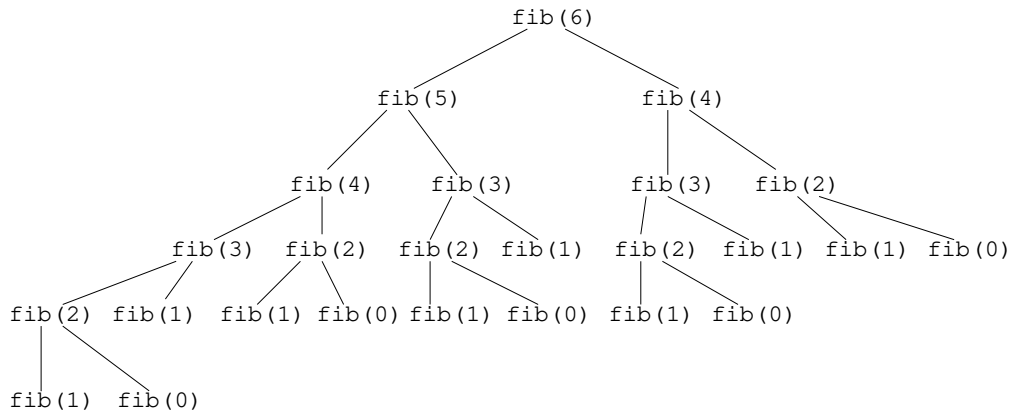 fib(6)
fib(5) fib(4)
fib(4) fib(3) fib(3) fib(2)
fib(3) fib(2) fib(2) fib(1) fib(2) fib(1) fib(1) fib(0)
fib(2) fib(1) fib(1) fib(0) fib(1) fib(0) fib(1) fib(0)
fib(1) fib(0)